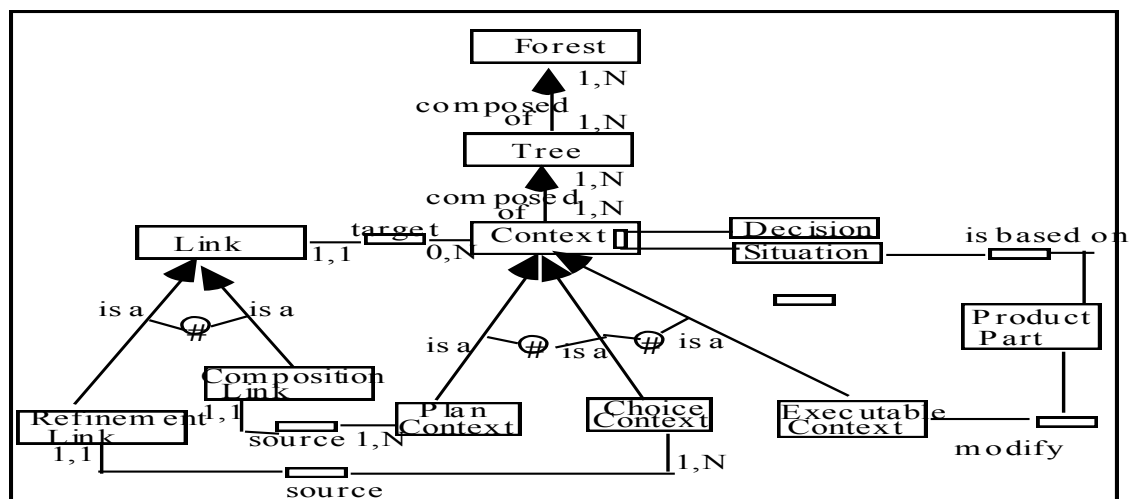 Forest
1,N
composed
of
1,N
Tree
1,N
composed
of
1,N
Link
1,1
target
0,N
Context
Decision
Situation
is based on
Product
Part
is a
#
is a
is a
#
is a
#
is a
Composition
Link
1,1
Refinement
Link
1,1
source
1,N
Plan
Context
Choice
Context
1,N
Executable
Context
modify
source